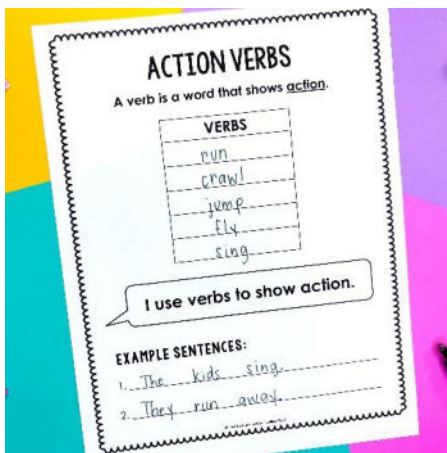 ACTION VERBS
A verb is a word that shows action.
VERBS
run
crawl
jump
fly
sing
I use verbs to show action.
EXAMPLE SENTENCES:
1. The kids sing.
2. They run away.